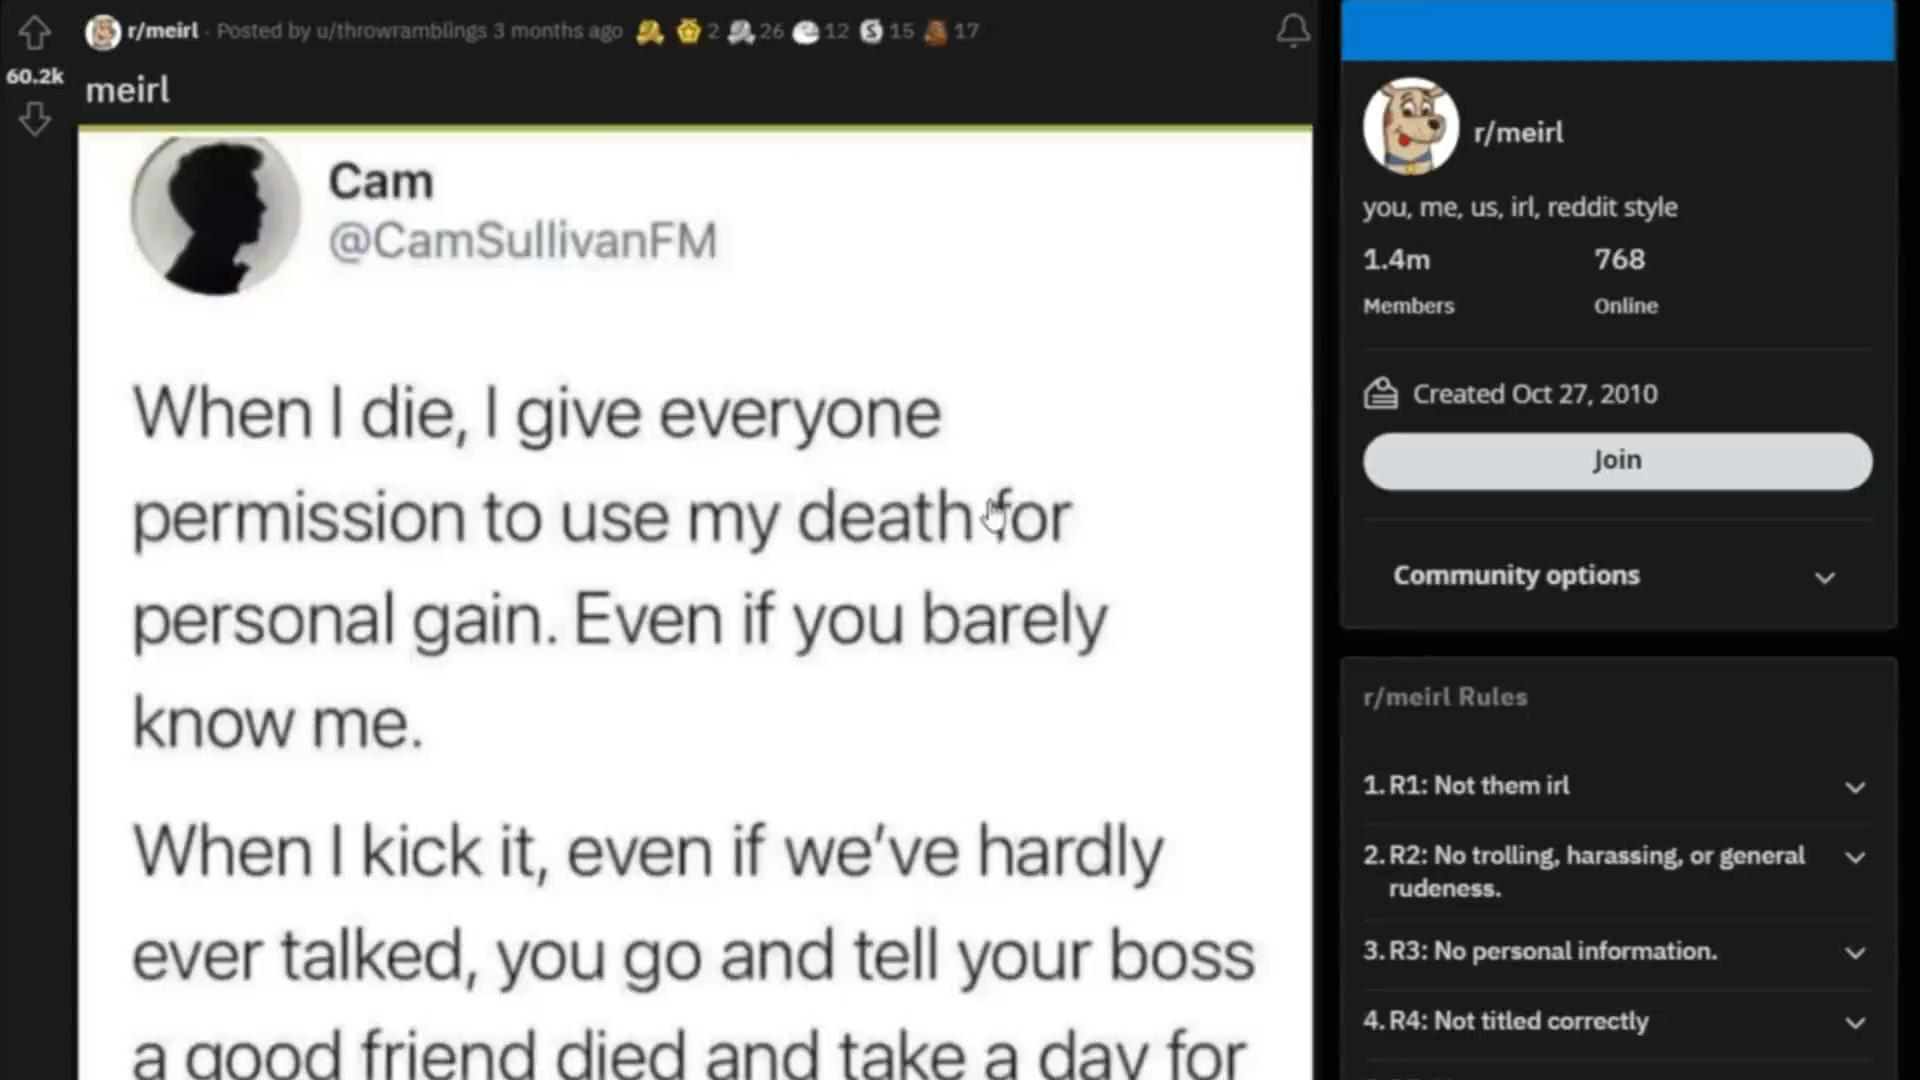 r/meirl · Posted by u/throwramblings 3 months ago 2 26 12 S 15 17
60.2k
meirl
Cam
@CamSullivanFM
When I die, I give everyone
permission to use my death for
personal gain. Even if you barely
know me.
When I kick it, even if we've hardly
ever talked, you go and tell your boss
a good friend died and take a day for
r/meirl
you, me, us, irl, reddit style
1.4m 768
Members Online
Created Oct 27, 2010
Join
Community options
r/meirl Rules
1. R1: Not them irl
2. R2: No trolling, harassing, or general
rudeness.
3. R3: No personal information.
4. R4: Not titled correctly